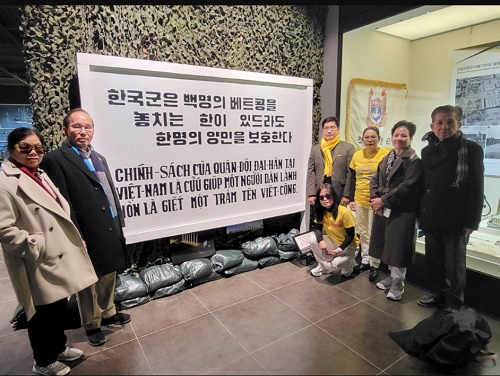 한국군은 백명의 베트콩을
놓치는 한이 있드라도
한명의 양민을 보호한다
CHÍNH-SÁCH CỦA QUÂN ĐỘI ĐẠI-HÀN TẠI
VIỆT-NAM LÀ CỨU GIÚP MỘT NGƯỜI DÂN LÀNH
HƠN LÀ GIẾT MỘT TRĂM TÊN VIỆT-CỘNG.